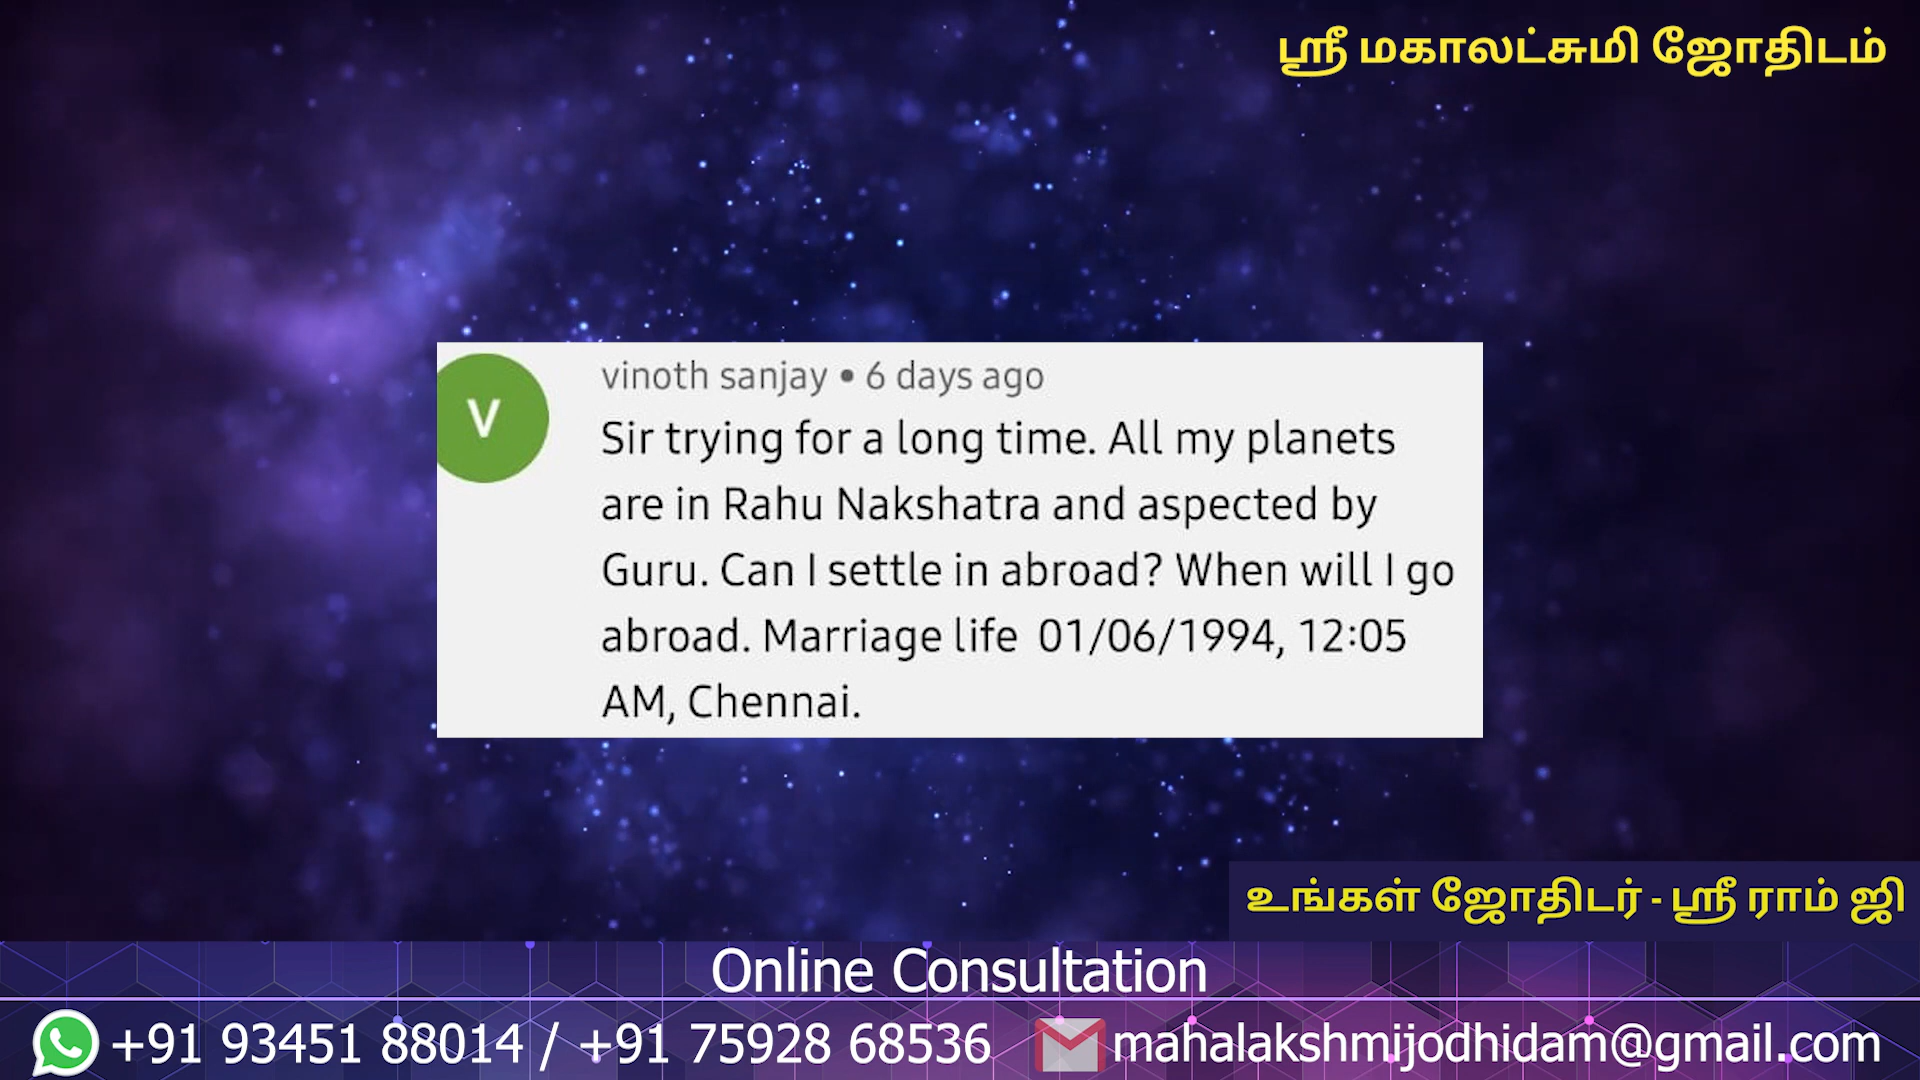 ஸ்ரீ மகாலட்சுமி ஜோதிடம்
V
vinoth sanjay • 6 days ago
Sir trying for a long time. All my planets
are in Rahu Nakshatra and aspected by
Guru. Can I settle in abroad? When will I go
abroad. Marriage life 01/06/1994, 12:05
AM, Chennai.
உங்கள் ஜோதிடர் - ஸ்ரீ ராம் ஜி
Online Consultation
+91 93451 88014 / +91 75928 68536 mahalakshmijodhidam@gmail.com